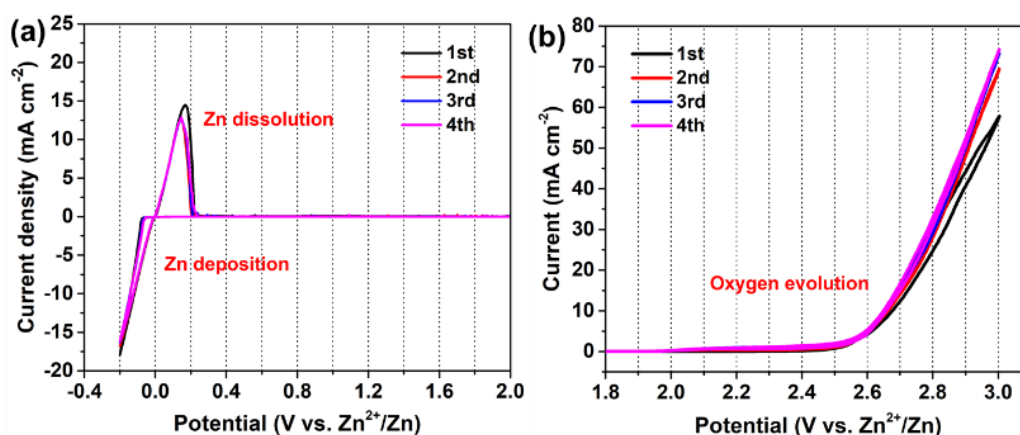 (a)
25
20
15
10
5
0
-5
-10
-15
-20
Current density (mA cm⁻²)
1st
2nd
3rd
4th
Zn dissolution
Zn deposition
-0.4 0.0 0.4 0.8 1.2 1.6 2.0
Potential (V vs. Zn²⁺/Zn)
(b)
80
70
60
50
40
30
20
10
0
Current (mA cm⁻²)
1st
2nd
3rd
4th
Oxygen evolution
1.8 2.0 2.2 2.4 2.6 2.8 3.0
Potential (V vs. Zn²⁺/Zn)